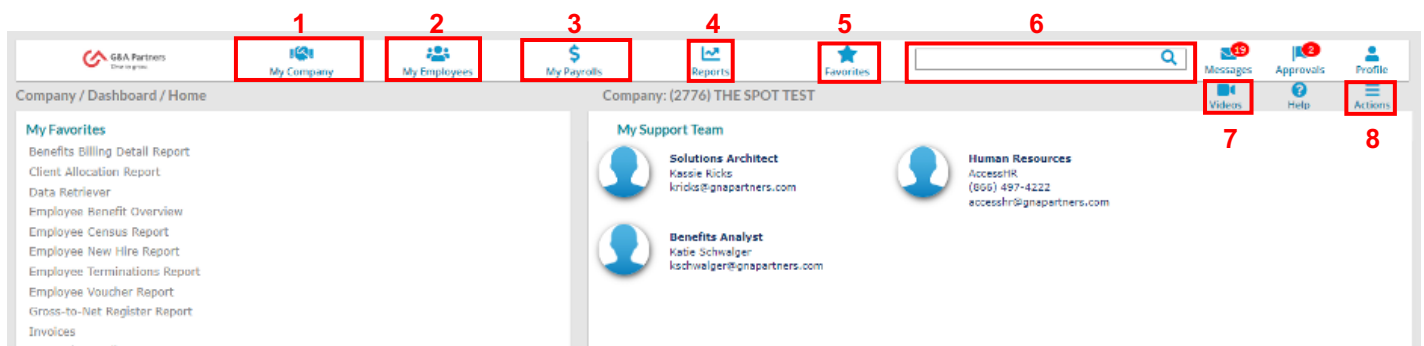 1 2 3 4 5 6
G&A Partners
My Company My Employees My Payrolls Reports Favorites Messages 19 Approvals 2 Profile
Company / Dashboard / Home Company: (2776) THE SPOT TEST Videos Help Actions
7 8
My Favorites
Benefits Billing Detail Report
Client Allocation Report
Data Retriever
Employee Benefit Overview
Employee Census Report
Employee New Hire Report
Employee Terminations Report
Employee Voucher Report
Gross-to-Net Register Report
Invoices
My Support Team
Solutions Architect
Kassie Ricks
kricks@gnapartners.com
Human Resources
AccessHR
(866) 497-4222
accesshr@gnapartners.com
Benefits Analyst
Katie Schwalger
kschwalger@gnapartners.com